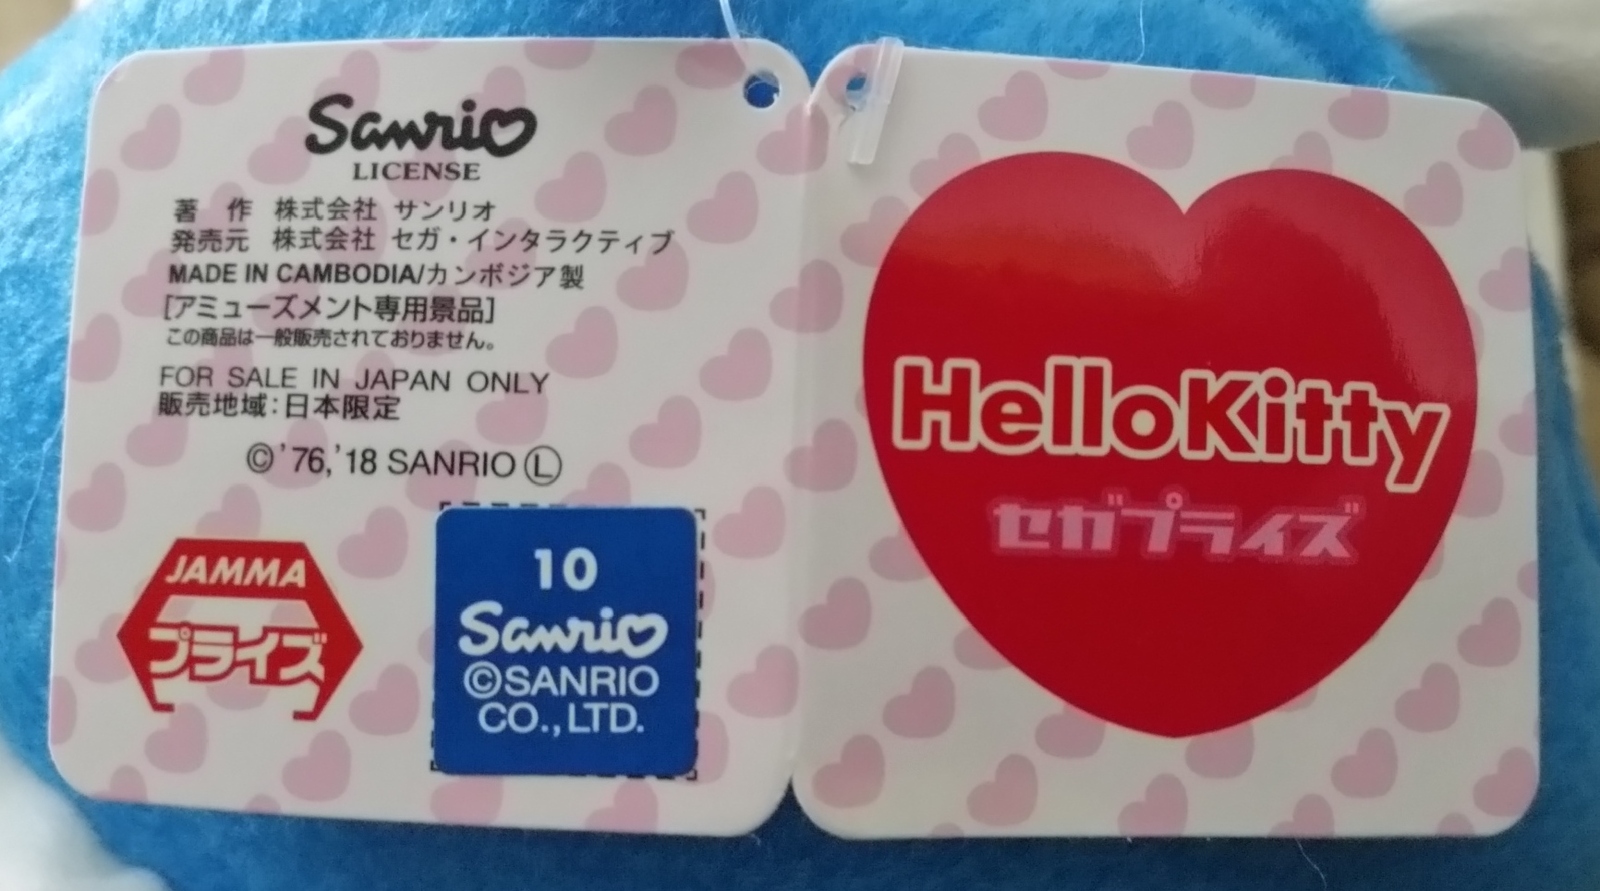 Sanrio
LICENSE
著　作　株式会社 サンリオ
発売元　株式会社 セガ・インタラクティブ
MADE IN CAMBODIA/カンボジア製
[アミューズメント専用景品]
この商品は一般販売されておりません。
FOR SALE IN JAPAN ONLY
販売地域:日本限定
©'76,'18 SANRIO Ⓛ
JAMMA
プライズ
10
Sanrio
©SANRIO
CO.,LTD.
HelloKitty
セガプライズ